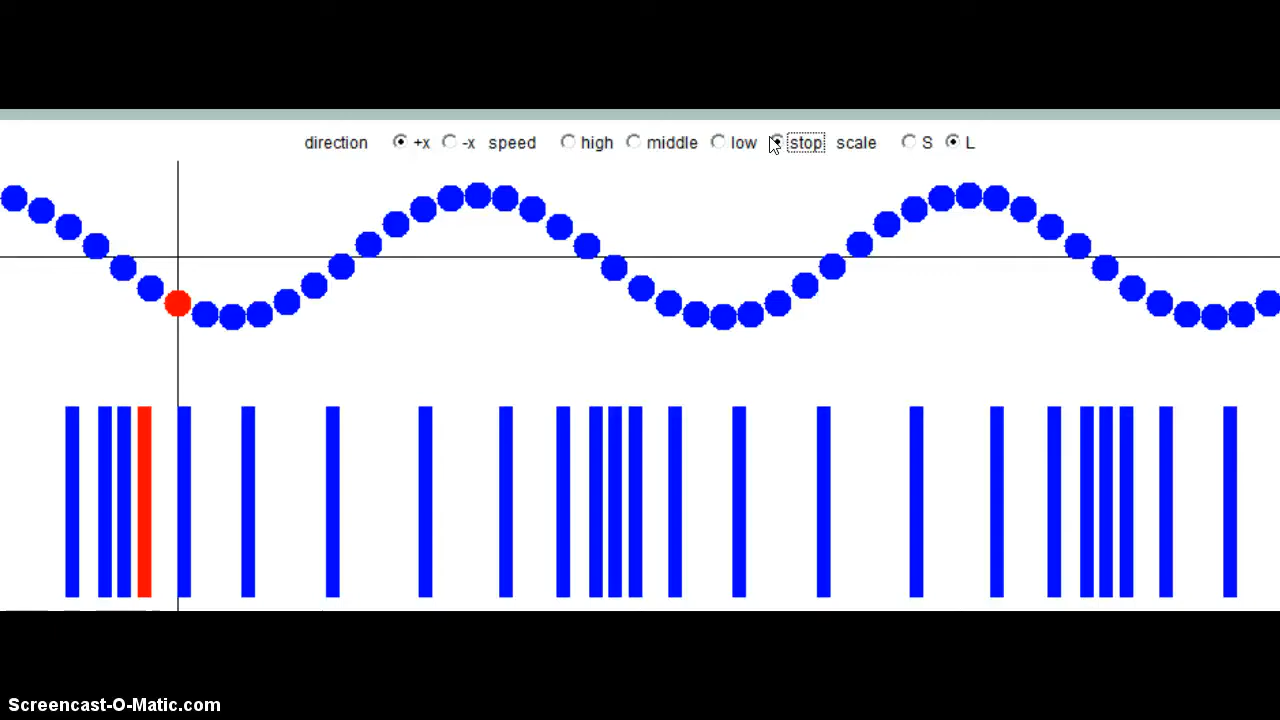 direction +x -x speed high middle low stop scale S L
Screencast-O-Matic.com